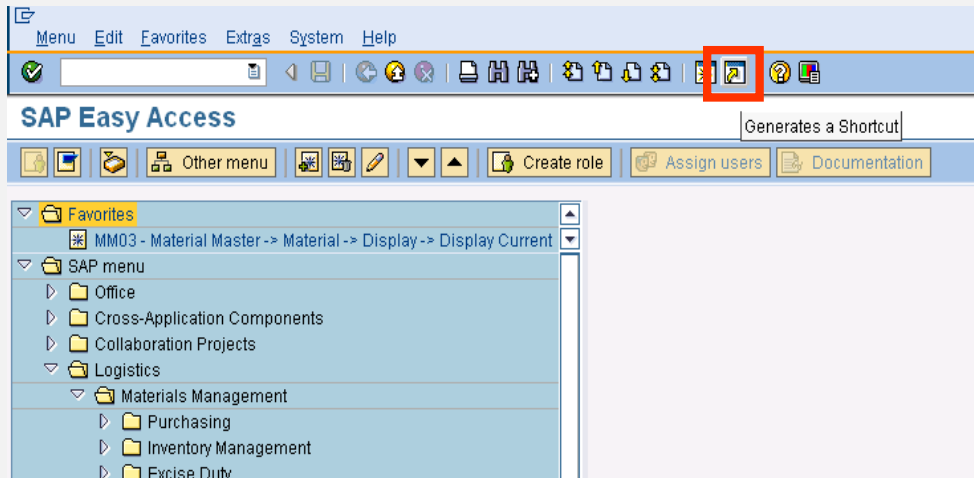 Menu Edit Favorites Extras System Help
SAP Easy Access
Generates a Shortcut
Other menu Create role Assign users Documentation
Favorites
MM03 - Material Master -> Material -> Display -> Display Current
SAP menu
Office
Cross-Application Components
Collaboration Projects
Logistics
Materials Management
Purchasing
Inventory Management
Excise Duty